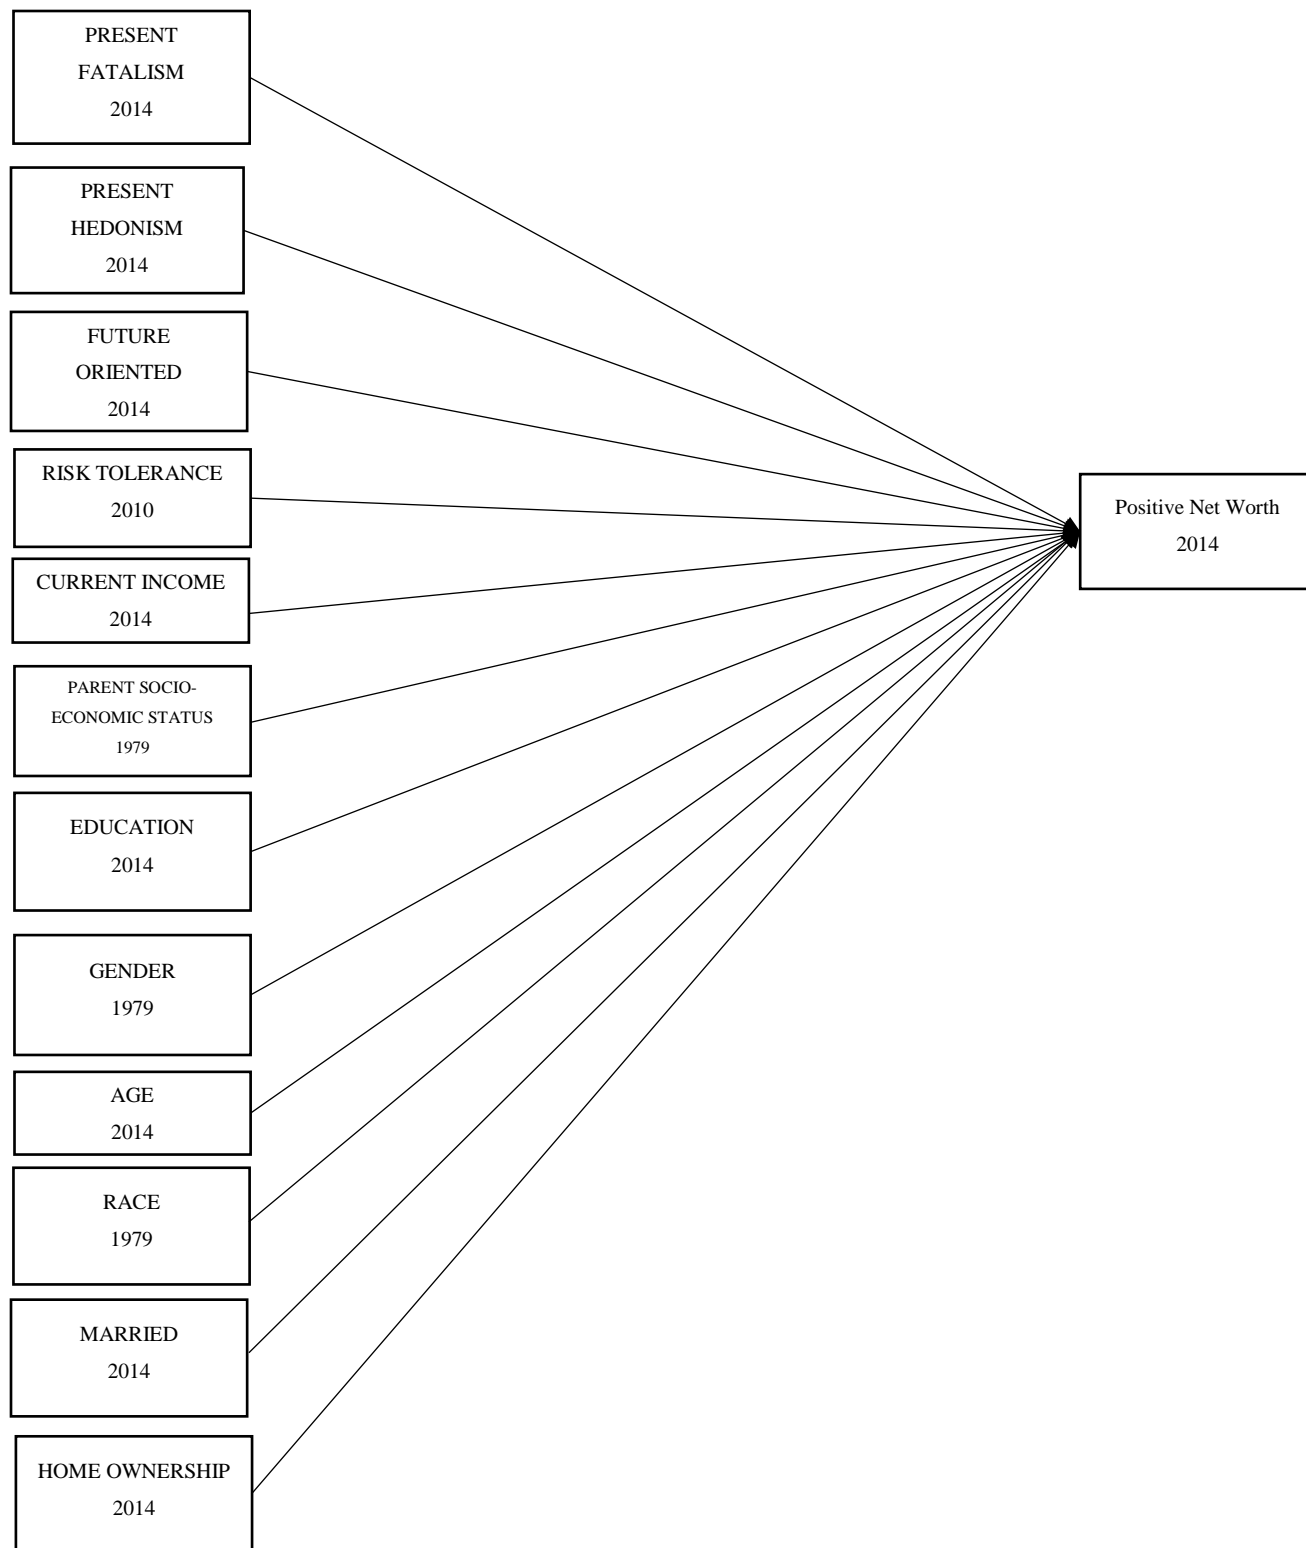 PRESENT
FATALISM
2014
PRESENT
HEDONISM
2014
FUTURE
ORIENTED
2014
RISK TOLERANCE
2010
CURRENT INCOME
2014
PARENT SOCIO-
ECONOMIC STATUS
1979
EDUCATION
2014
GENDER
1979
AGE
2014
RACE
1979
MARRIED
2014
HOME OWNERSHIP
2014
Positive Net Worth
2014